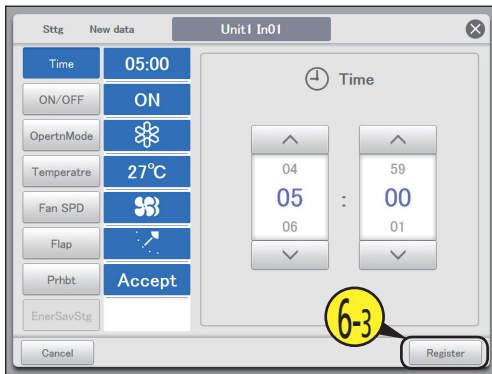 Sttg New data Unit1 In01
Time 05:00
ON/OFF ON
OpertnMode
Temperatre 27°C
Fan SPD
Flap
Prhbt Accept
EnerSavStg
Time
04 59
05 : 00
06 01
6-3
Cancel Register